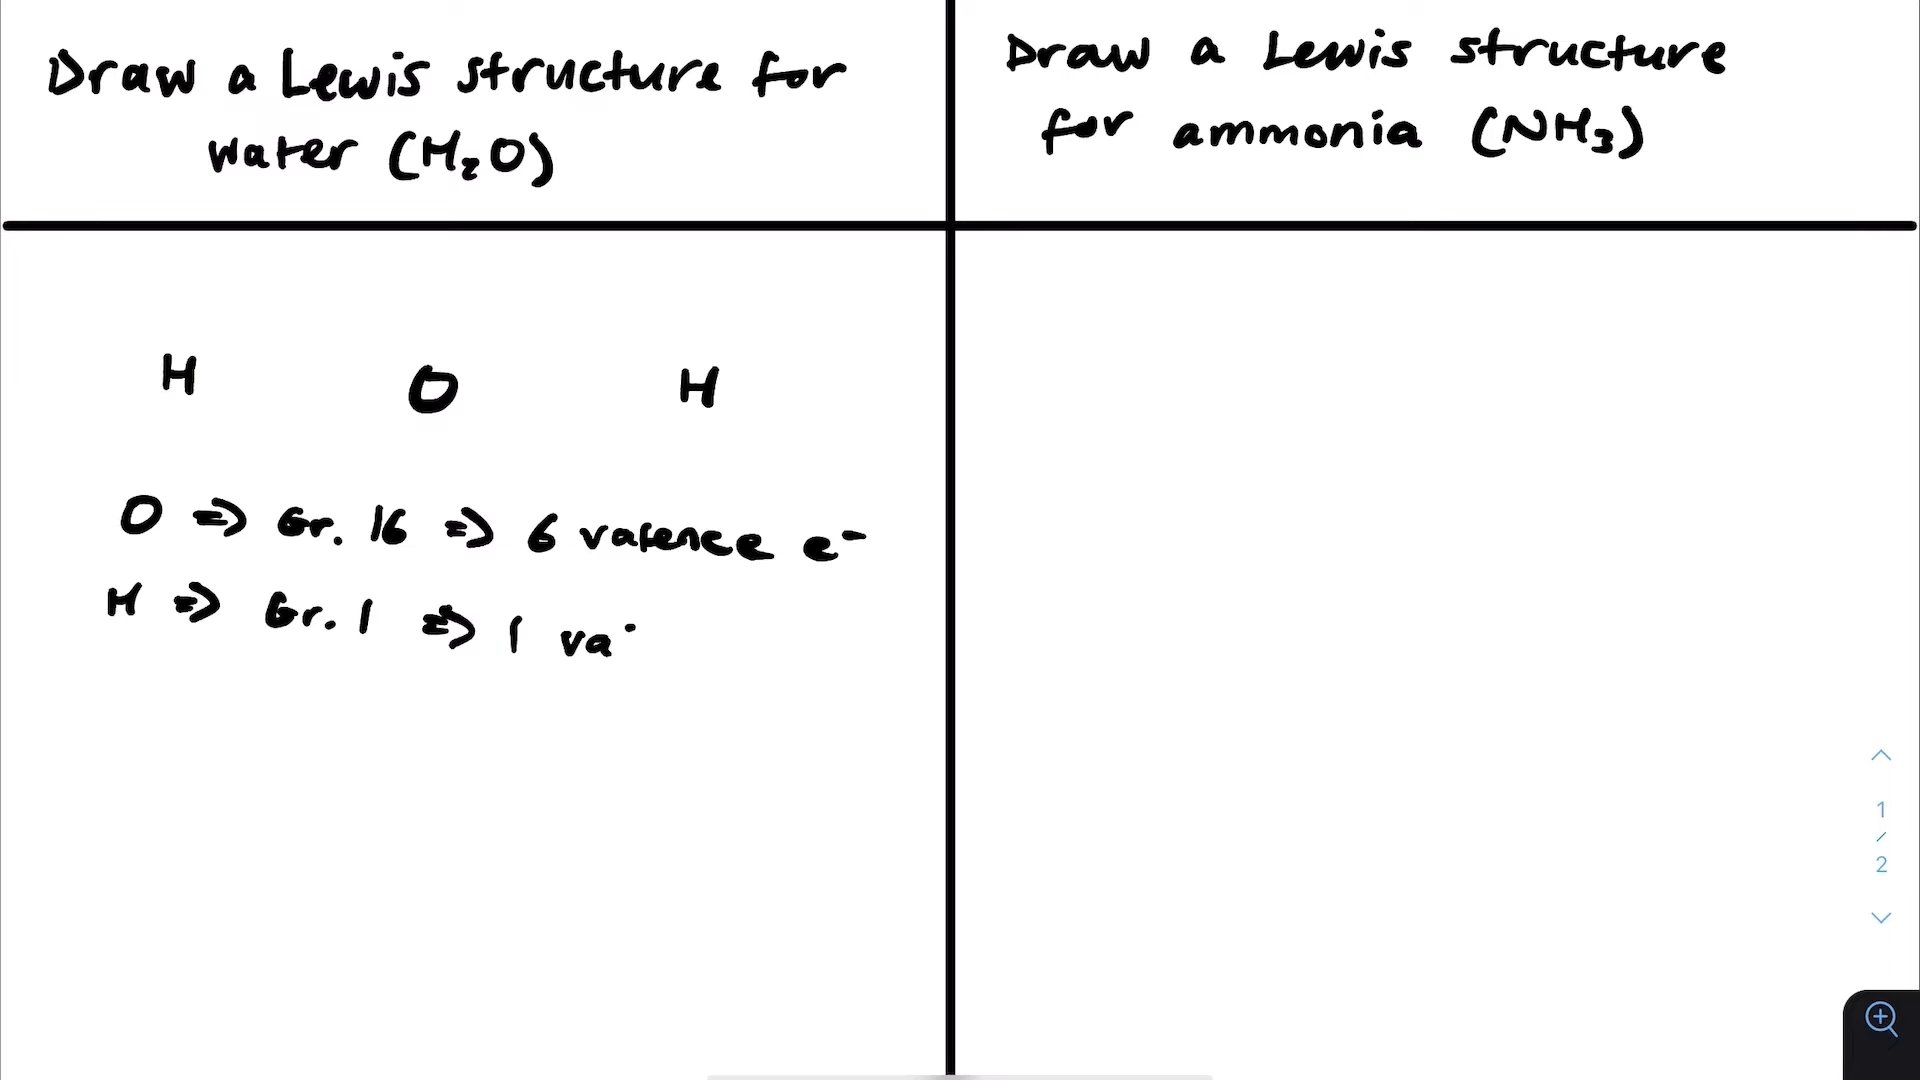 Draw a Lewis structure for
water (H₂O)
Draw a Lewis structure
for ammonia (NH₃)
H O H
O => Gr. 16 => 6 valence e⁻
H => Gr. 1 => 1 va
1
/
2